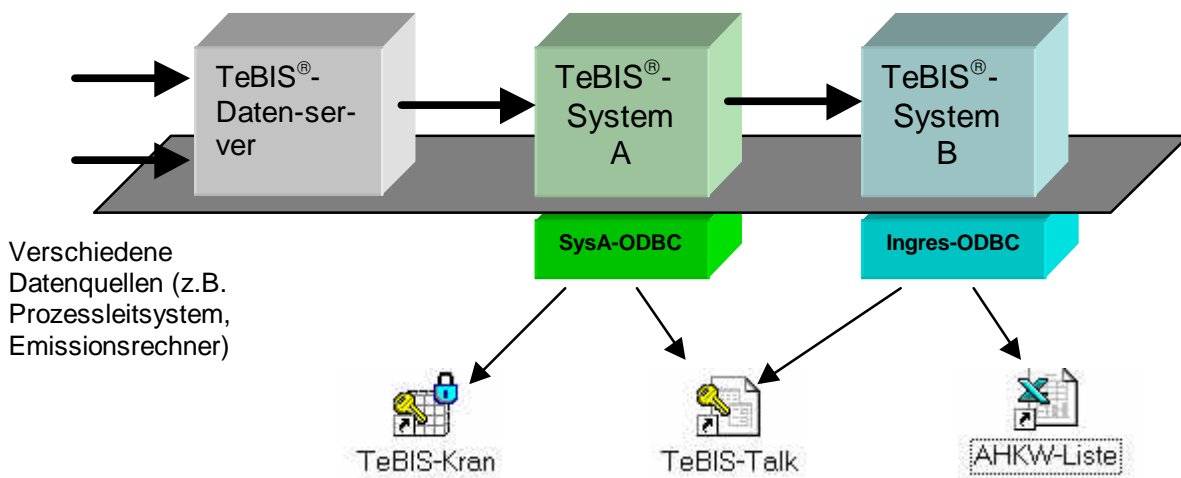 TeBIS®-
Daten-ser-
ver
TeBIS®-
System
A
TeBIS®-
System
B
SysA-ODBC
Ingres-ODBC
Verschiedene
Datenquellen (z.B.
Prozessleitsystem,
Emissionsrechner)
TeBIS-Kran
TeBIS-Talk
AHKW-Liste